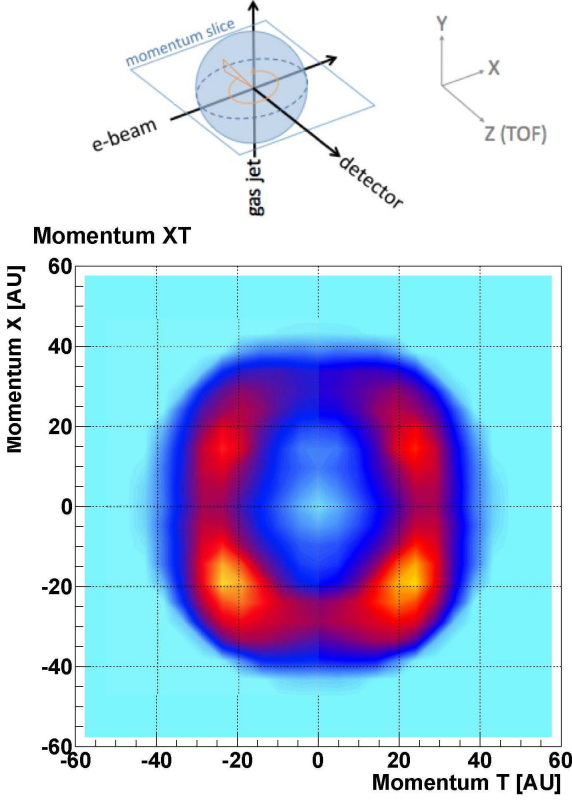 momentum slice
e-beam
gas jet
detector
Y
X
Z (TOF)
Momentum XT
Momentum X [AU]
60
40
20
0
-20
-40
-60
-60 -40 -20 0 20 40 60
Momentum T [AU]